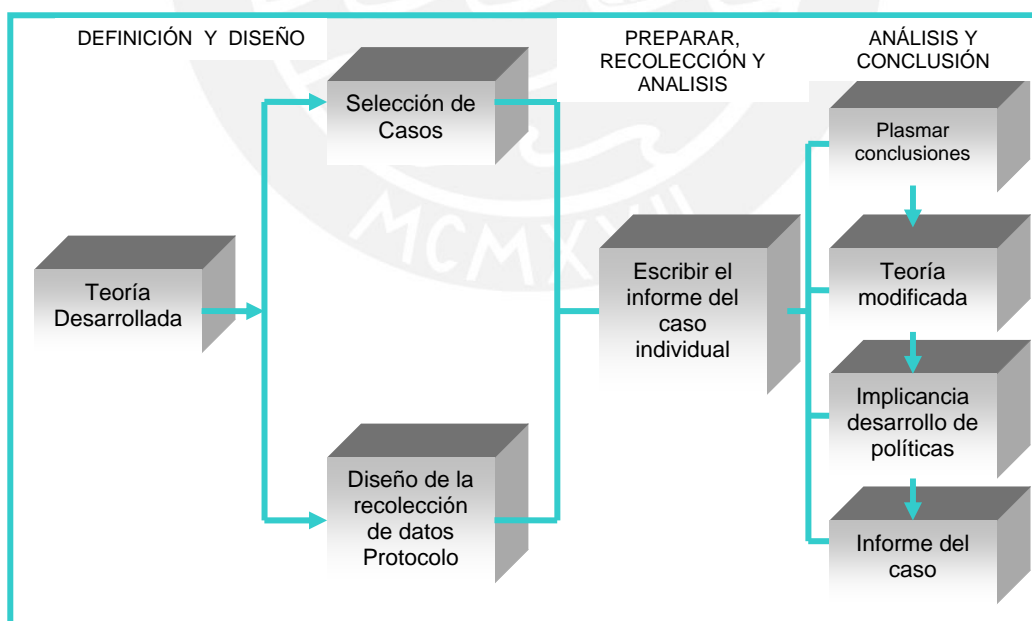 DEFINICIÓN Y DISEÑO
PREPARAR,
RECOLECCIÓN Y
ANALISIS
ANÁLISIS Y
CONCLUSIÓN
Selección de
Casos
Plasmar
conclusiones
MCMXVII
Teoría
Desarrollada
Escribir el
informe del
caso
individual
Teoría
modificada
Implicancia
desarrollo de
políticas
Diseño de la
recolección
de datos
Protocolo
Informe del
caso